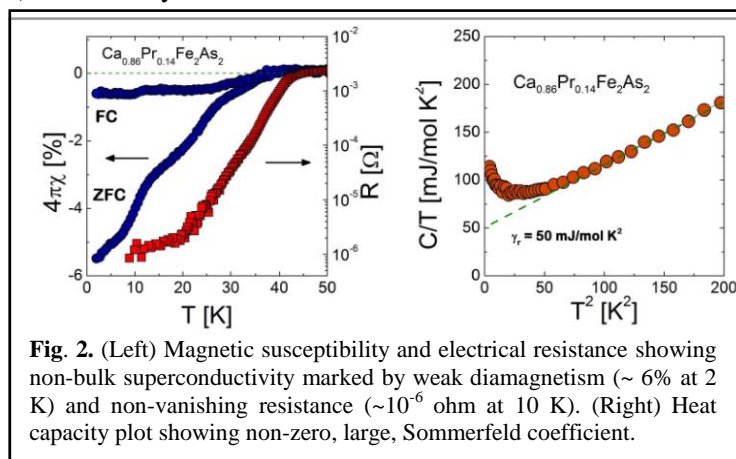 Ca0.86Pr0.14Fe2As2
FC
ZFC
4πχ [%]
0
-2
-4
-6
0 10 20 30 40 50
T [K]
10-2
10-3
10-4
10-5
10-6
R [Ω]
Ca0.86Pr0.14Fe2As2
γr = 50 mJ/mol K2
C/T [mJ/mol K2]
250
200
150
100
50
0
0 50 100 150 200
T2 [K2]
Fig. 2. (Left) Magnetic susceptibility and electrical resistance showing
non-bulk superconductivity marked by weak diamagnetism (~ 6% at 2
K) and non-vanishing resistance (~10-6 ohm at 10 K). (Right) Heat
capacity plot showing non-zero, large, Sommerfeld coefficient.